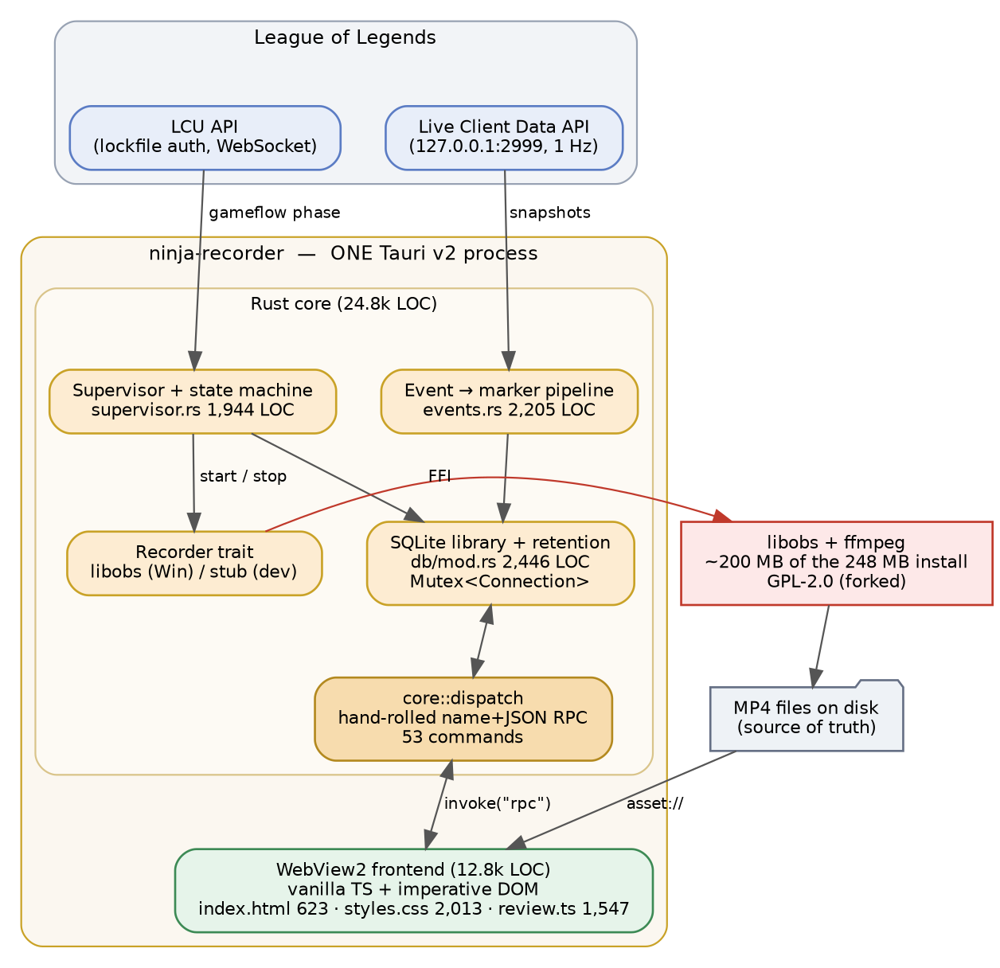 League of Legends
LCU API
(lockfile auth, WebSocket)
Live Client Data API
(127.0.0.1:2999, 1 Hz)
gameflow phase
snapshots
ninja-recorder — ONE Tauri v2 process
Rust core (24.8k LOC)
Supervisor + state machine
supervisor.rs 1,944 LOC
Event → marker pipeline
events.rs 2,205 LOC
start / stop
FFI
Recorder trait
libobs (Win) / stub (dev)
SQLite library + retention
db/mod.rs 2,446 LOC
Mutex<Connection>
libobs + ffmpeg
~200 MB of the 248 MB install
GPL-2.0 (forked)
core::dispatch
hand-rolled name+JSON RPC
53 commands
MP4 files on disk
(source of truth)
invoke("rpc")
asset://
WebView2 frontend (12.8k LOC)
vanilla TS + imperative DOM
index.html 623 · styles.css 2,013 · review.ts 1,547